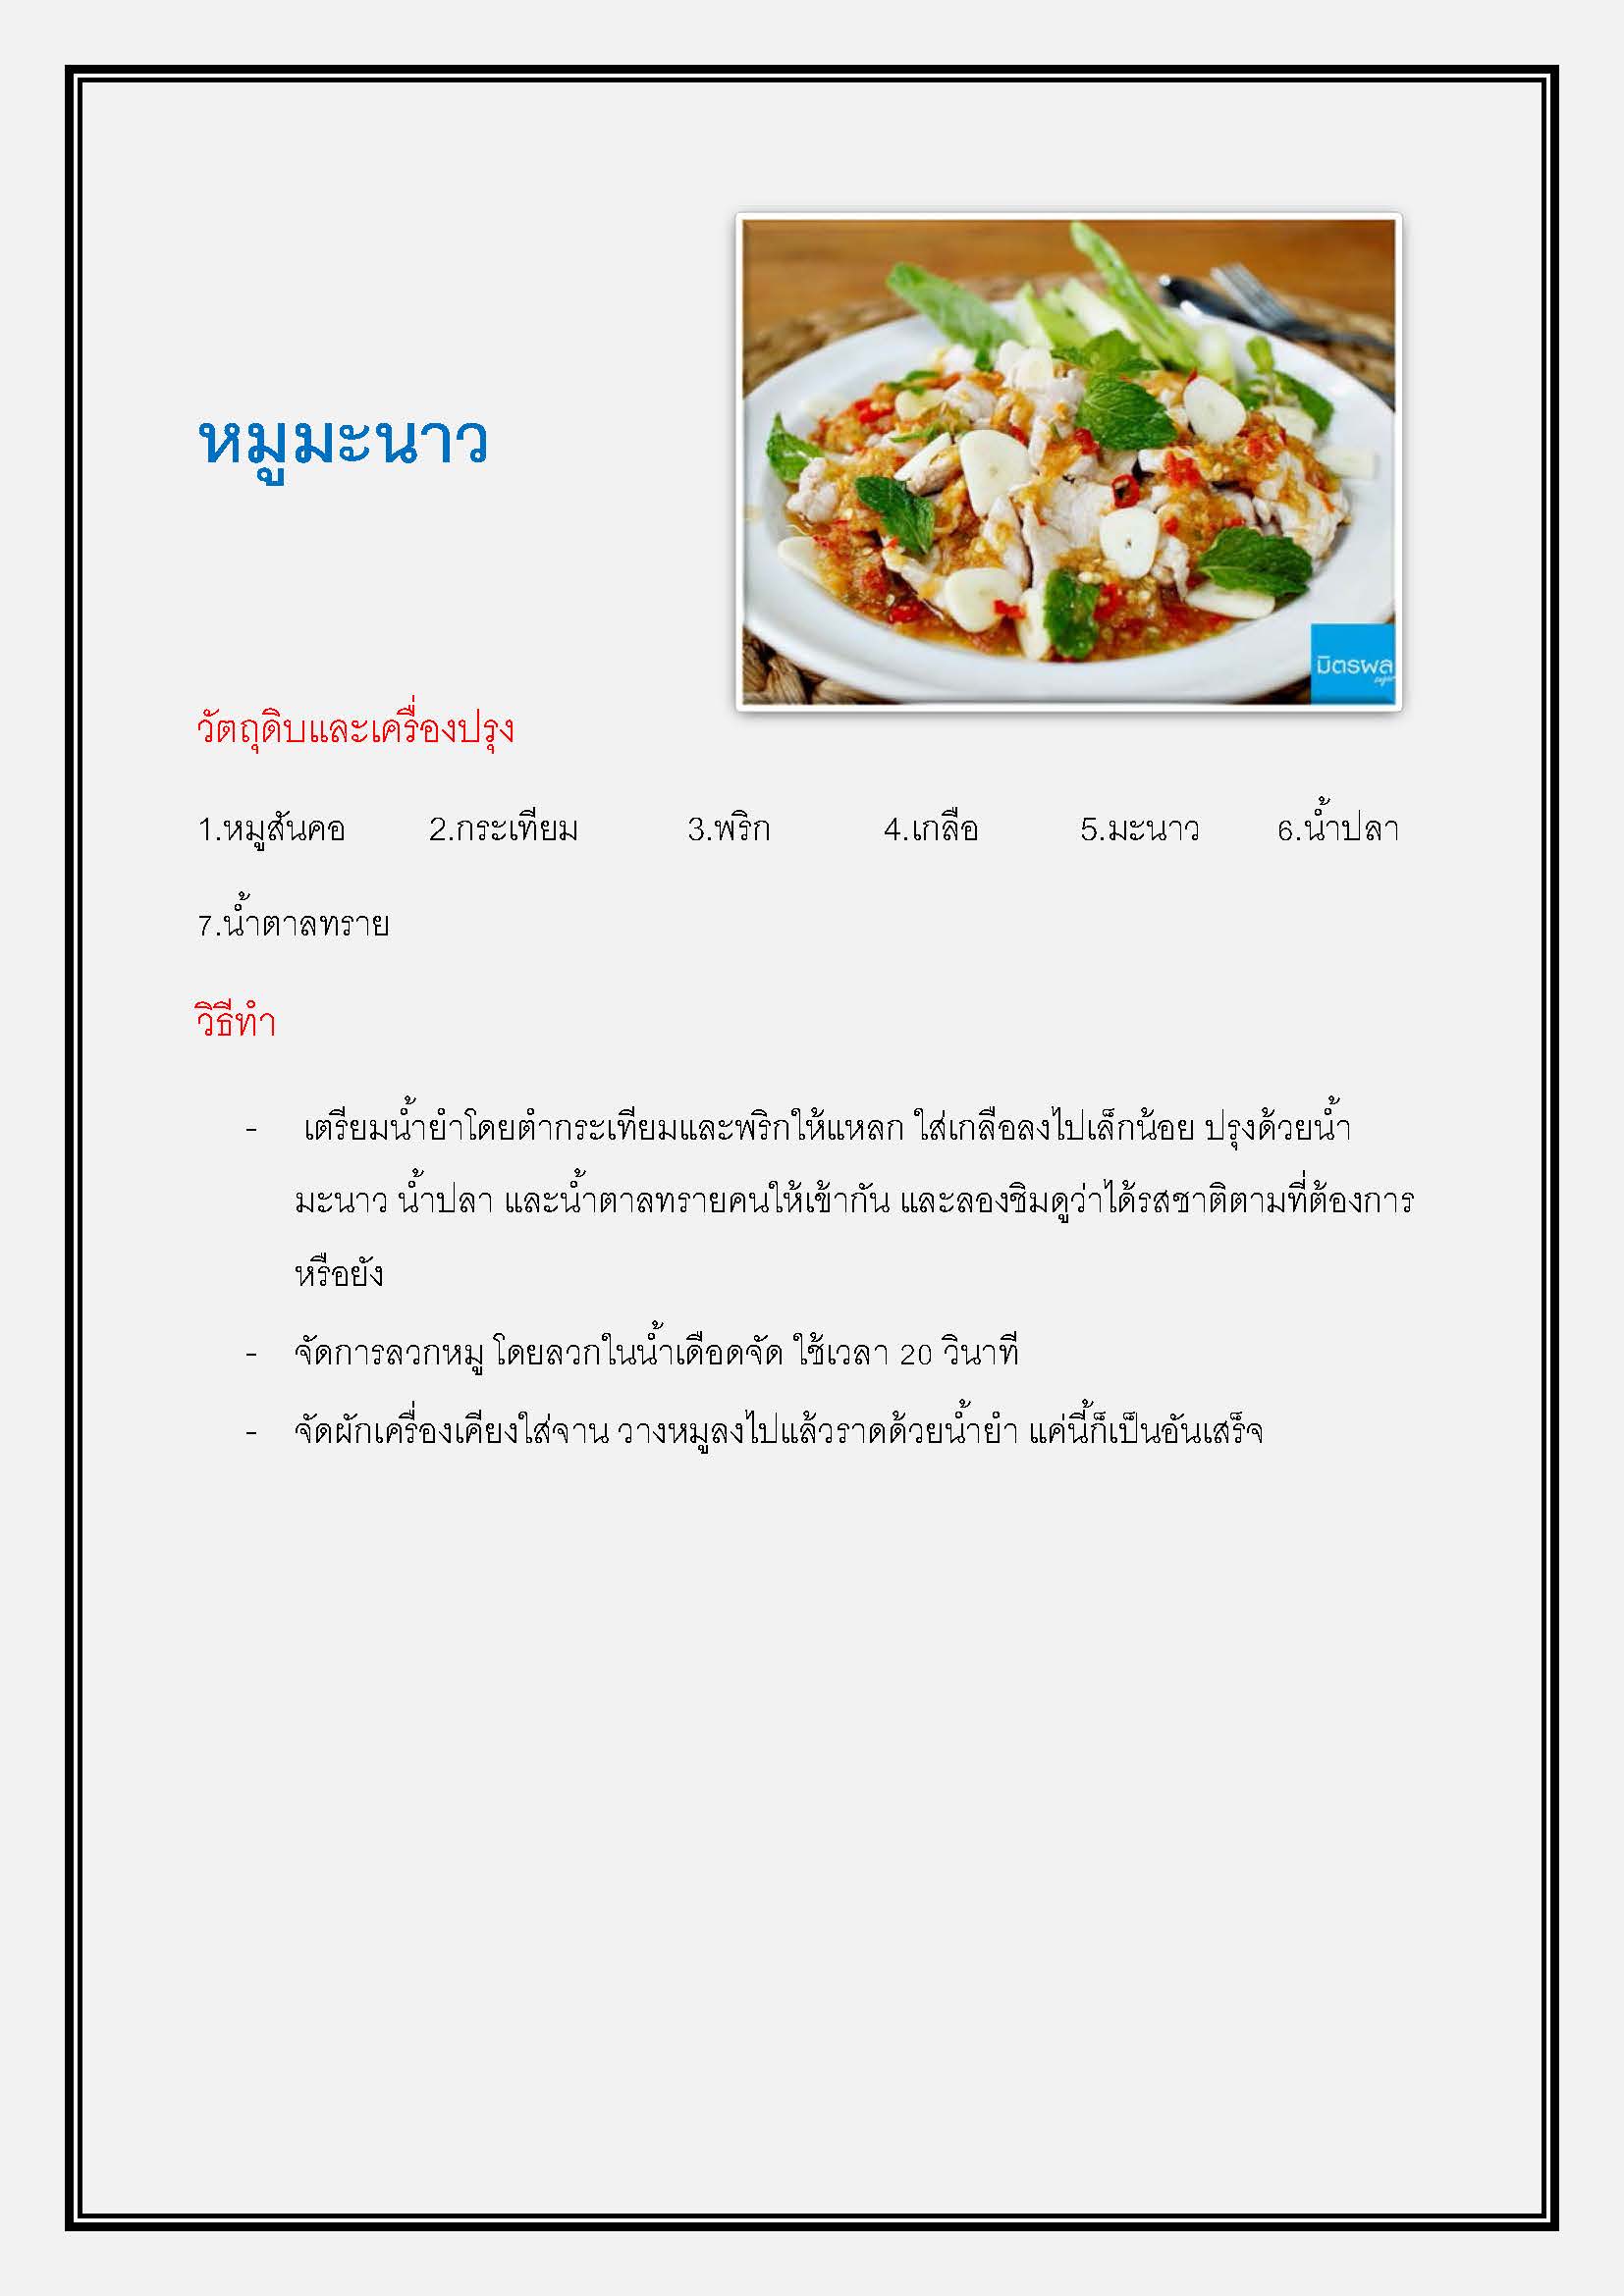 หมูมะนาว
มิตรผล
วัตถุดิบและเครื่องปรุง
1.หมูสันคอ 2.กระเทียม 3.พริก 4.เกลือ 5.มะนาว 6.น้ำปลา
7.น้ำตาลทราย
วิธีทำ
- เตรียมน้ำยำโดยตำกระเทียมและพริกให้แหลก ใส่เกลือลงไปเล็กน้อย ปรุงด้วยน้ำ
มะนาว น้ำปลา และน้ำตาลทรายคนให้เข้ากัน และลองชิมดูว่าได้รสชาติตามที่ต้องการ
หรือยัง
- จัดการลวกหมู โดยลวกในน้ำเดือดจัด ใช้เวลา 20 วินาที
- จัดผักเครื่องเคียงใส่จาน วางหมูลงไปแล้วราดด้วยน้ำยำ แค่นี้ก็เป็นอันเสร็จ